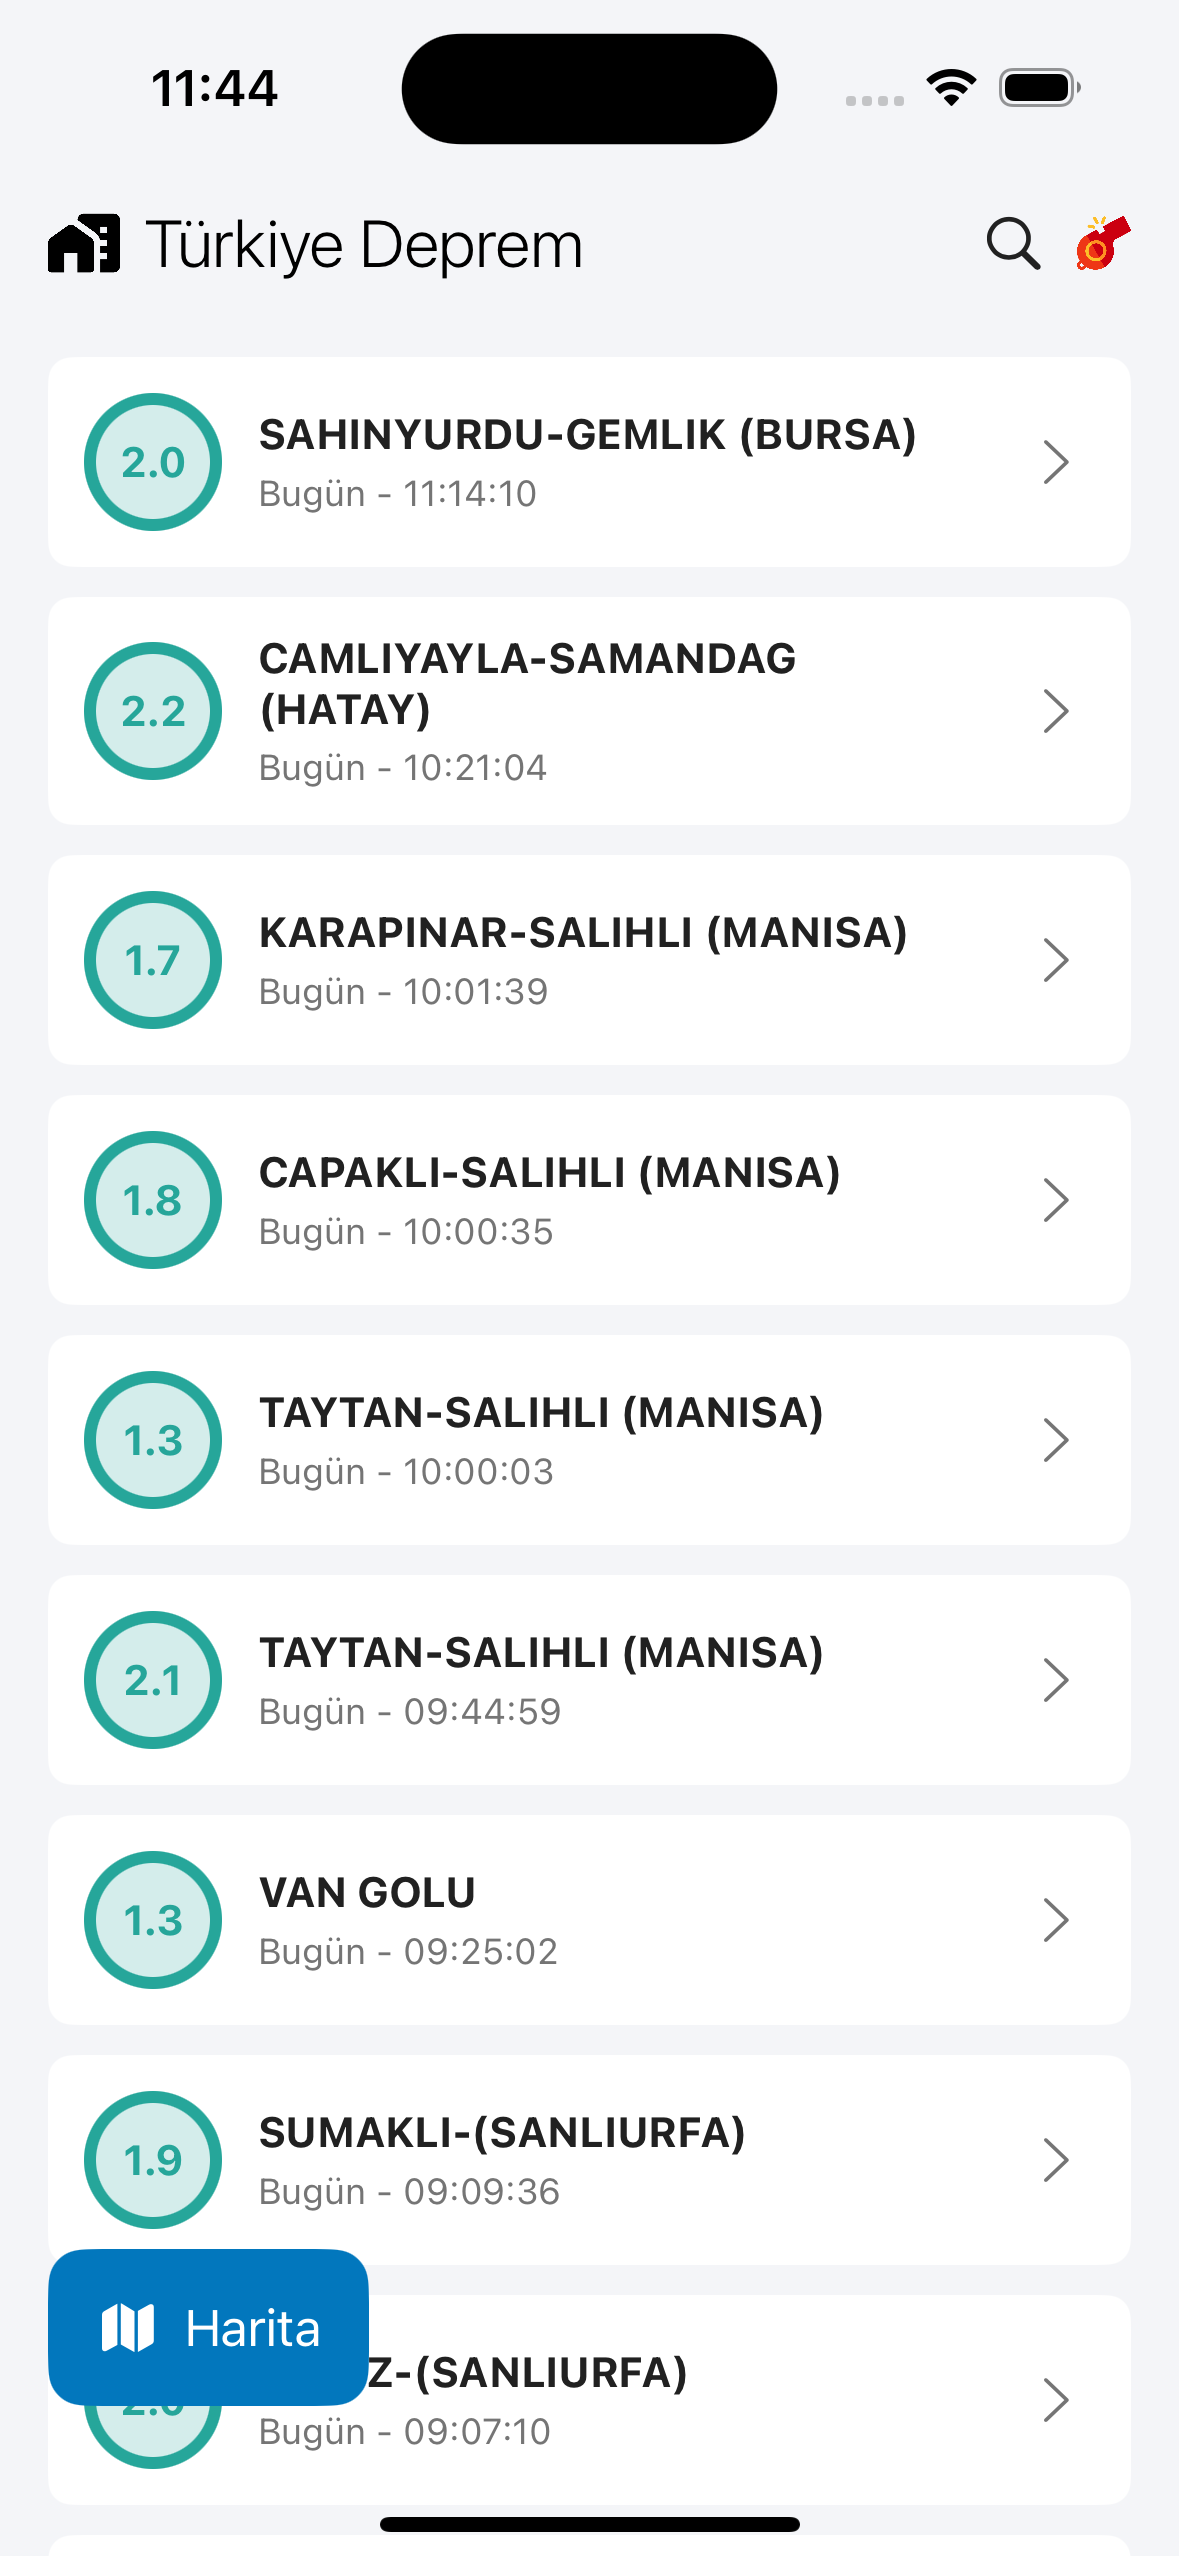 11:44
Türkiye Deprem
2.0
SAHINYURDU-GEMLIK (BURSA)
Bugün - 11:14:10
2.2
CAMLIYAYLA-SAMANDAG
(HATAY)
Bugün - 10:21:04
1.7
KARAPINAR-SALIHLI (MANISA)
Bugün - 10:01:39
1.8
CAPAKLI-SALIHLI (MANISA)
Bugün - 10:00:35
1.3
TAYTAN-SALIHLI (MANISA)
Bugün - 10:00:03
2.1
TAYTAN-SALIHLI (MANISA)
Bugün - 09:44:59
1.3
VAN GOLU
Bugün - 09:25:02
1.9
SUMAKLI-(SANLIURFA)
Bugün - 09:09:36
Harita
Z-(SANLIURFA)
Bugün - 09:07:10